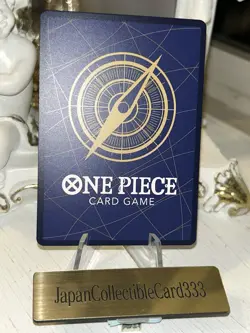 ONE PIECE
CARD GAME
JapanCollectibleCard333